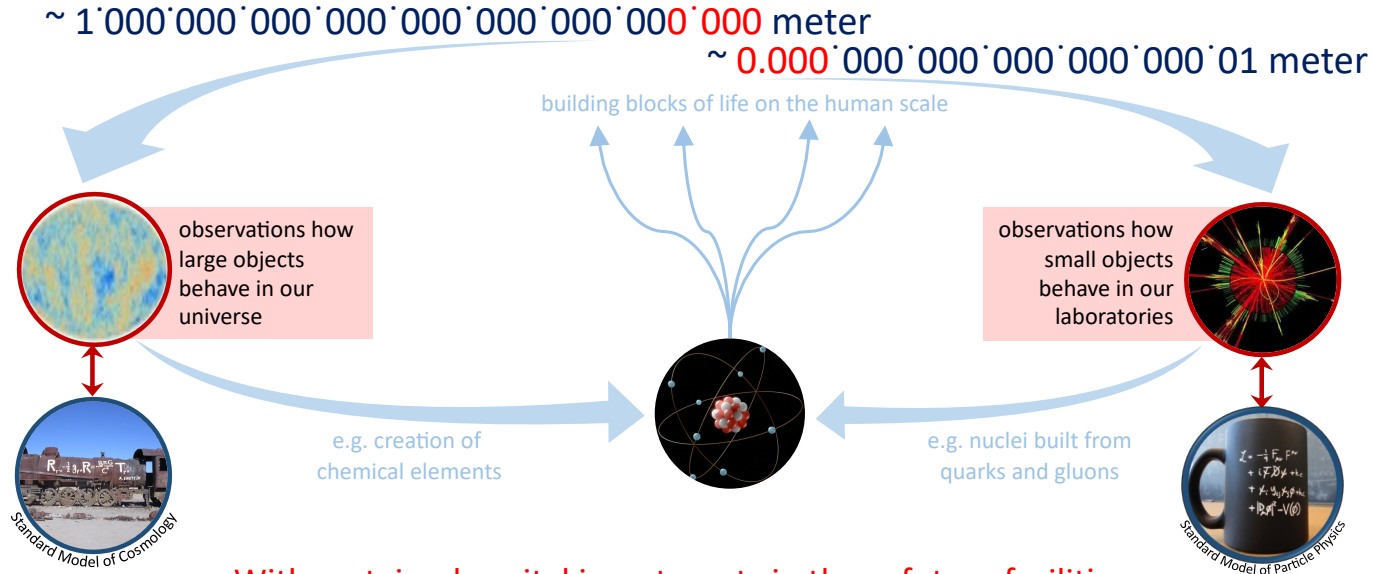 ~ 1˙000˙000˙000˙000˙000˙000˙000˙000˙000 meter
~ 0.000˙000˙000˙000˙000˙000˙01 meter
building blocks of life on the human scale
observations how
large objects
behave in our
universe
observations how
small objects
behave in our
laboratories
e.g. creation of
chemical elements
e.g. nuclei built from
quarks and gluons
A. EINSTEIN
Standard Model of Cosmology
Standard Model of Particle Physics